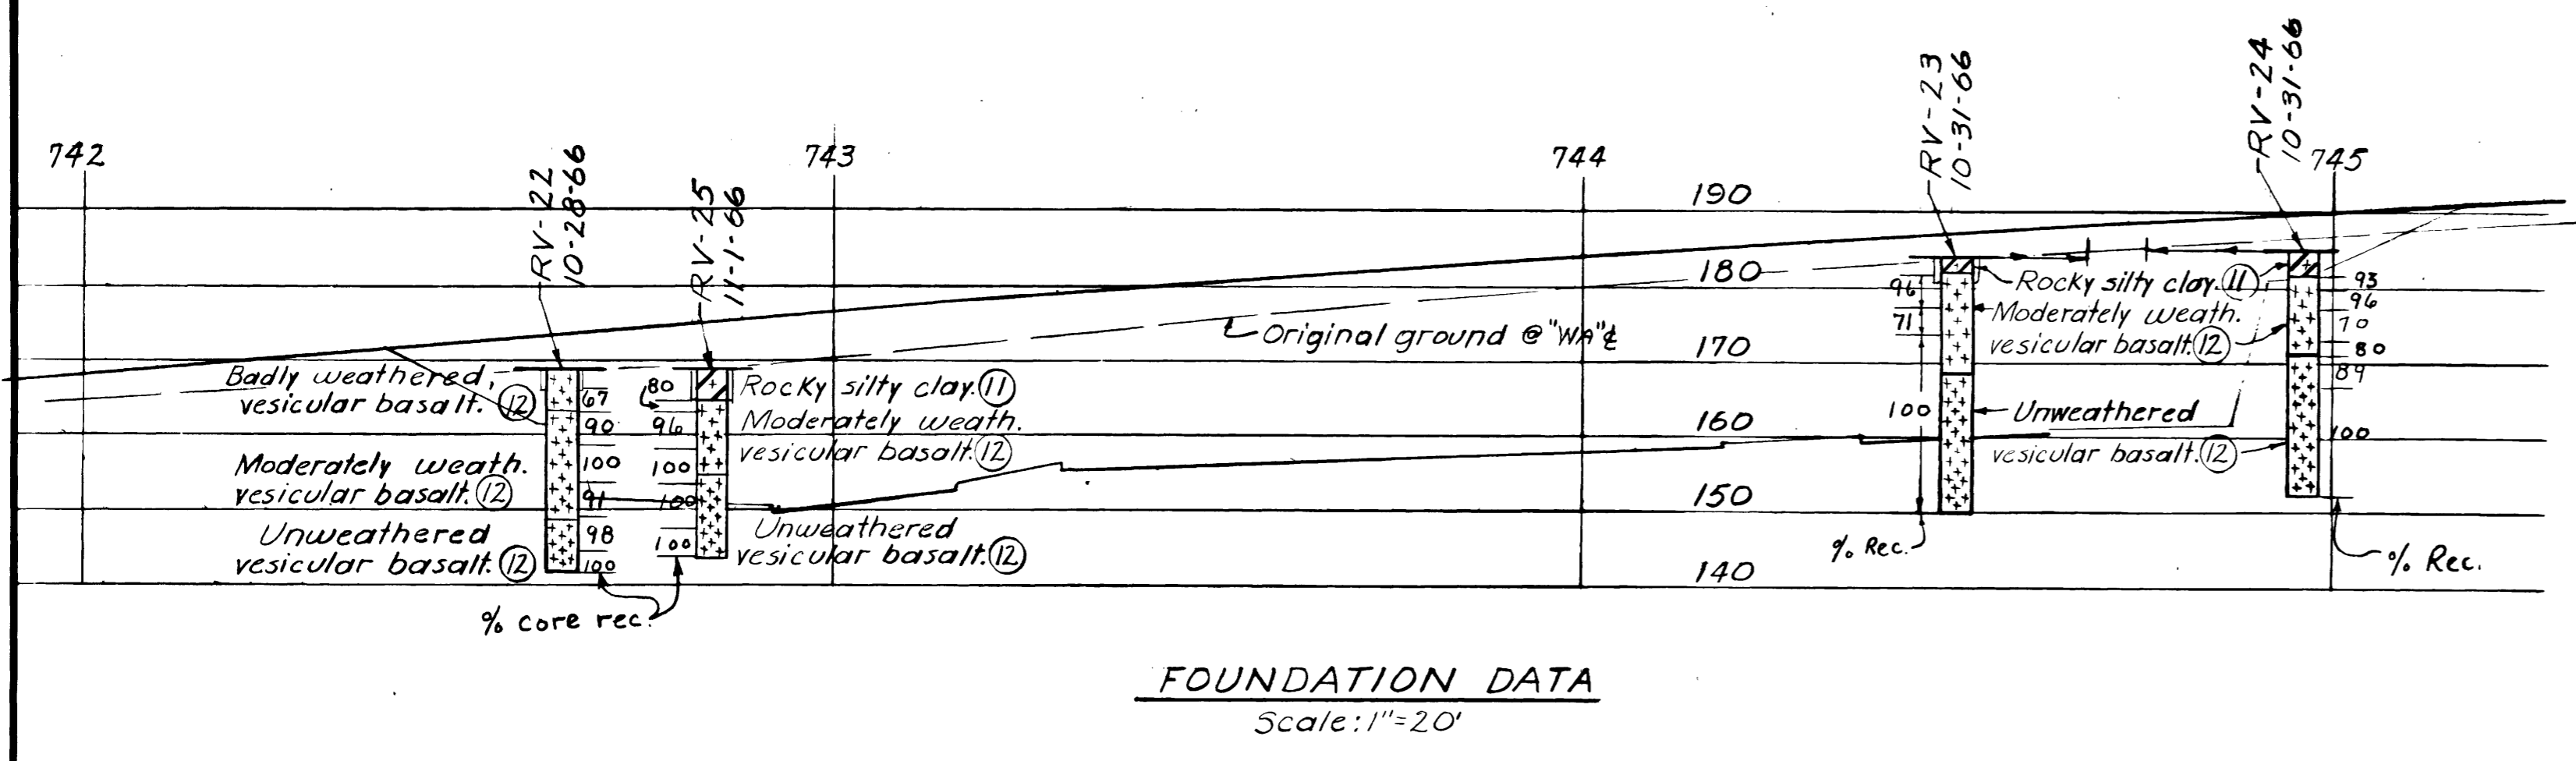 742
RV-22
10-28-66
RV-25
11-1-66
743
744
RV-23
10-31-66
RV-24
10-31-66
745
190
180
170
160
150
140
Original ground @ "WA" ℄
Badly weathered,
vesicular basalt. 12
Moderately weath.
vesicular basalt. 12
Unweathered
vesicular basalt. 12
67
90
100
91
98
100
80
96
100
100
100
% core rec.
Rocky silty clay. 11
Moderately weath.
vesicular basalt. 12
Unweathered
vesicular basalt. 12
96
71
100
% Rec.
Rocky silty clay. 11
Moderately weath.
vesicular basalt. 12
Unweathered
vesicular basalt. 12
93
96
70
80
89
100
% Rec.
FOUNDATION DATA
Scale: 1"=20'